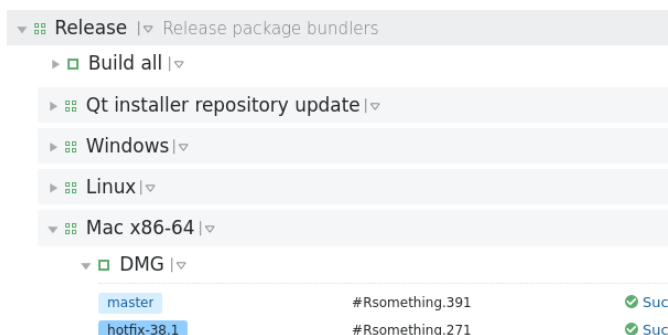 Release Release package bundlers
Build all
Qt installer repository update
Windows
Linux
Mac x86-64
DMG
master #Rsomething.391 Suc
hotfix-38.1 #Rsomething.271 Suc